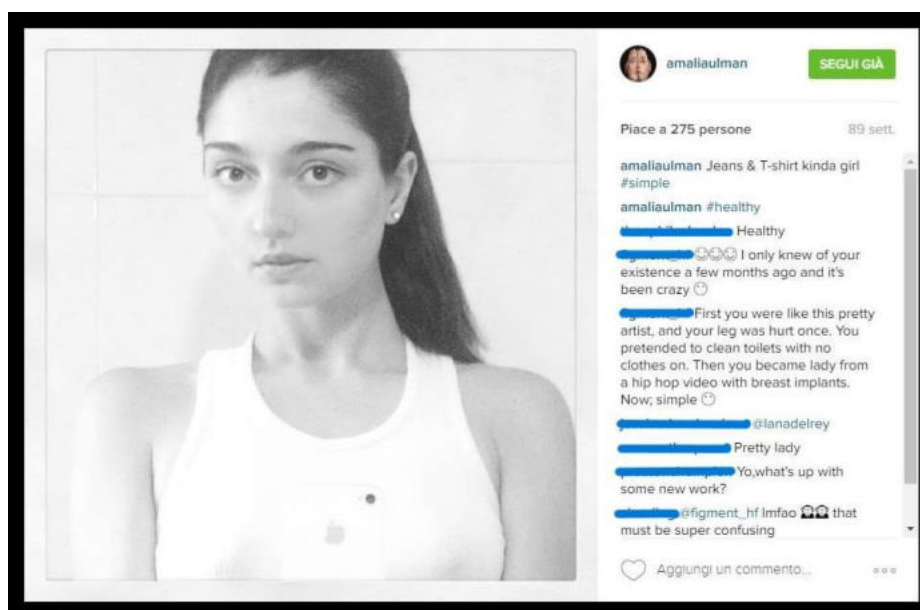 amaliaulman
SEGUI GIÀ
Piace a 275 persone
89 sett.
amaliaulman Jeans & T-shirt kinda girl
#simple
amaliaulman #healthy
Healthy
I only knew of your
existence a few months ago and it's
been crazy
First you were like this pretty
artist, and your leg was hurt once. You
pretended to clean toilets with no
clothes on. Then you became lady from
a hip hop video with breast implants.
Now; simple
@lanadelrey
Pretty lady
Yo,what's up with
some new work?
@figment_hf lmfao
that
must be super confusing
Aggiungi un commento...